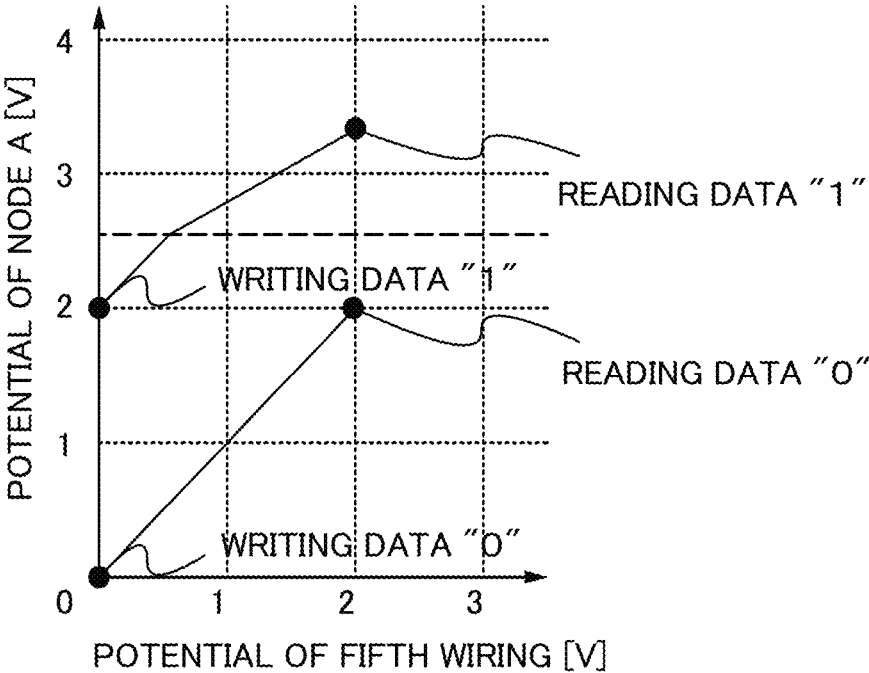 4
POTENTIAL OF NODE A [V]
3
READING DATA "1"
WRITING DATA "1"
2
READING DATA "0"
1
WRITING DATA "0"
0 1 2 3
POTENTIAL OF FIFTH WIRING [V]